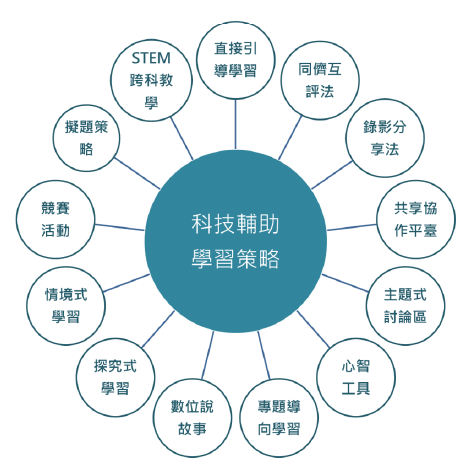 科技輔助
學習策略
直接引
導學習
同儕互
評法
錄影分
享法
共享協
作平臺
主題式
討論區
心智
工具
專題導
向學習
數位說
故事
探究式
學習
情境式
學習
競賽
活動
擬題策
略
STEM
跨科教
學